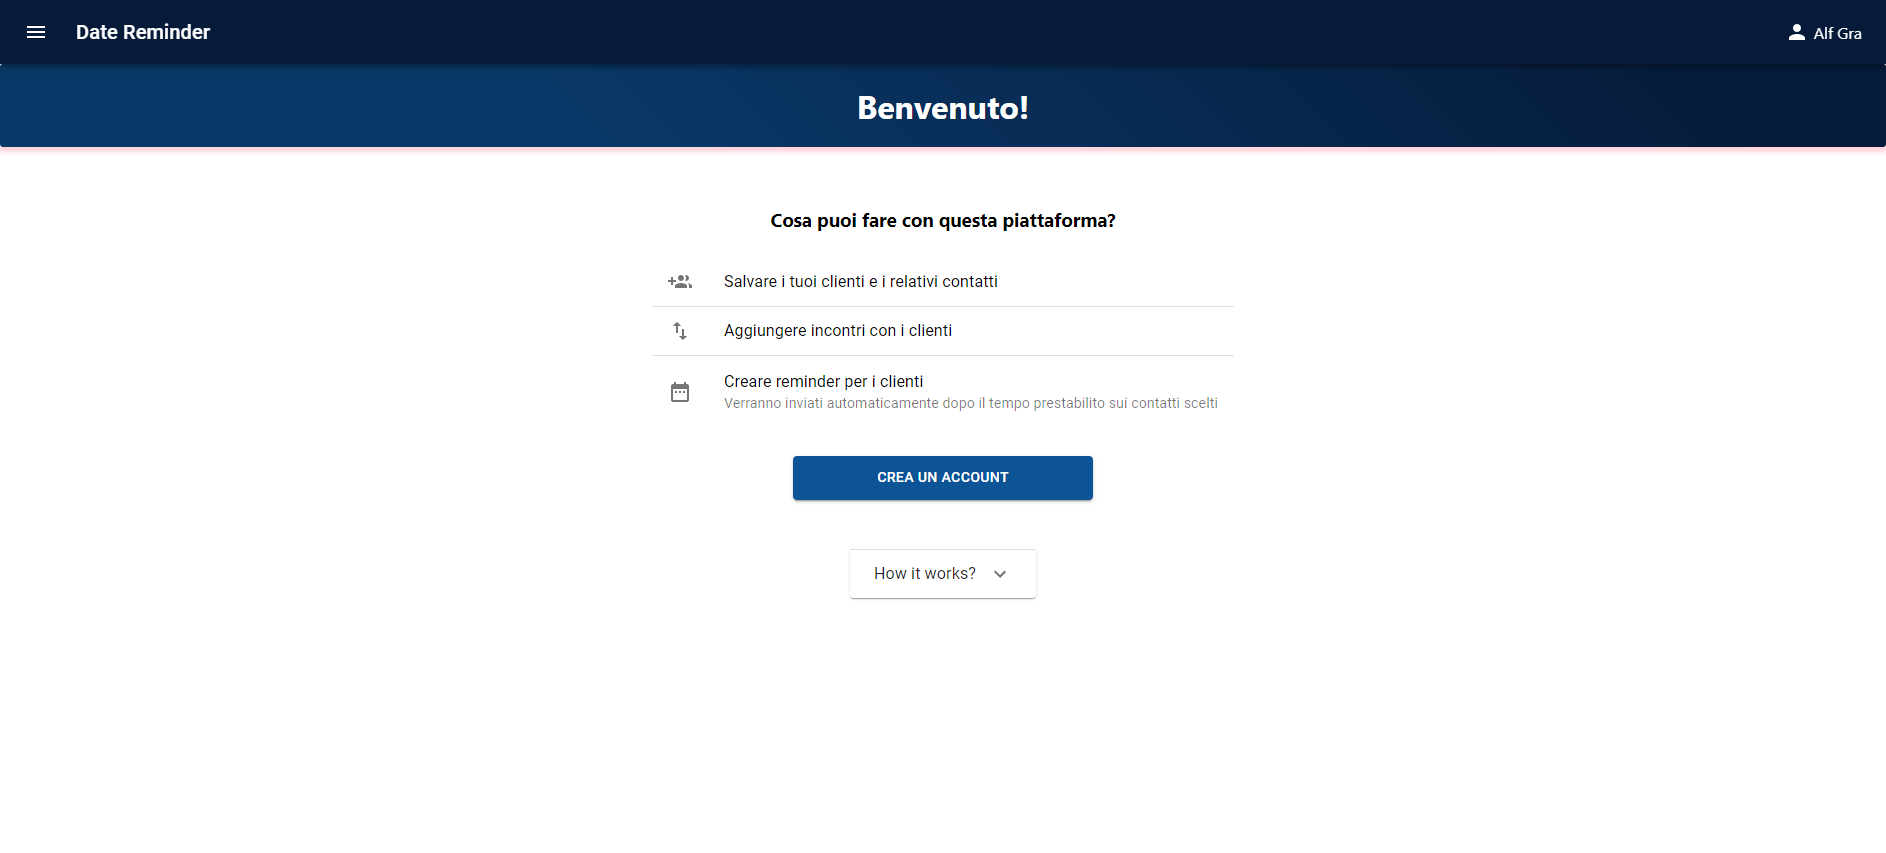 Date Reminder
Alf Gra
Benvenuto!
Cosa puoi fare con questa piattaforma?
Salvare i tuoi clienti e i relativi contatti
Aggiungere incontri con i clienti
Creare reminder per i clienti
Verranno inviati automaticamente dopo il tempo prestabilito sui contatti scelti
CREA UN ACCOUNT
How it works?